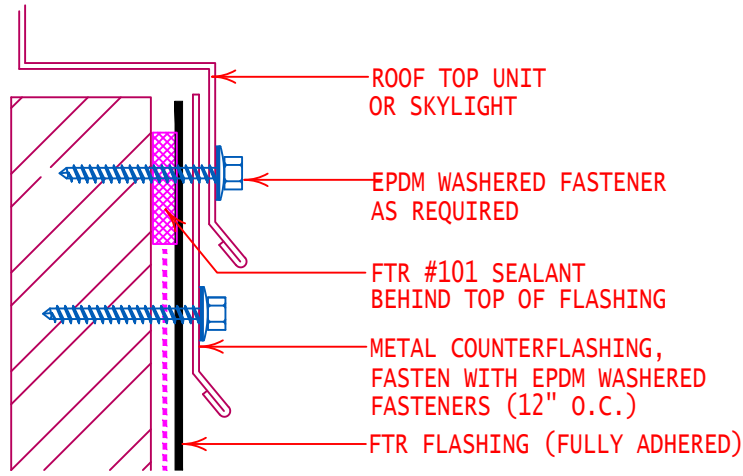 ROOF TOP UNIT
OR SKYLIGHT
EPDM WASHERED FASTENER
AS REQUIRED
FTR #101 SEALANT
BEHIND TOP OF FLASHING
METAL COUNTERFLASHING,
FASTEN WITH EPDM WASHERED
FASTENERS (12" O.C.)
FTR FLASHING (FULLY ADHERED)